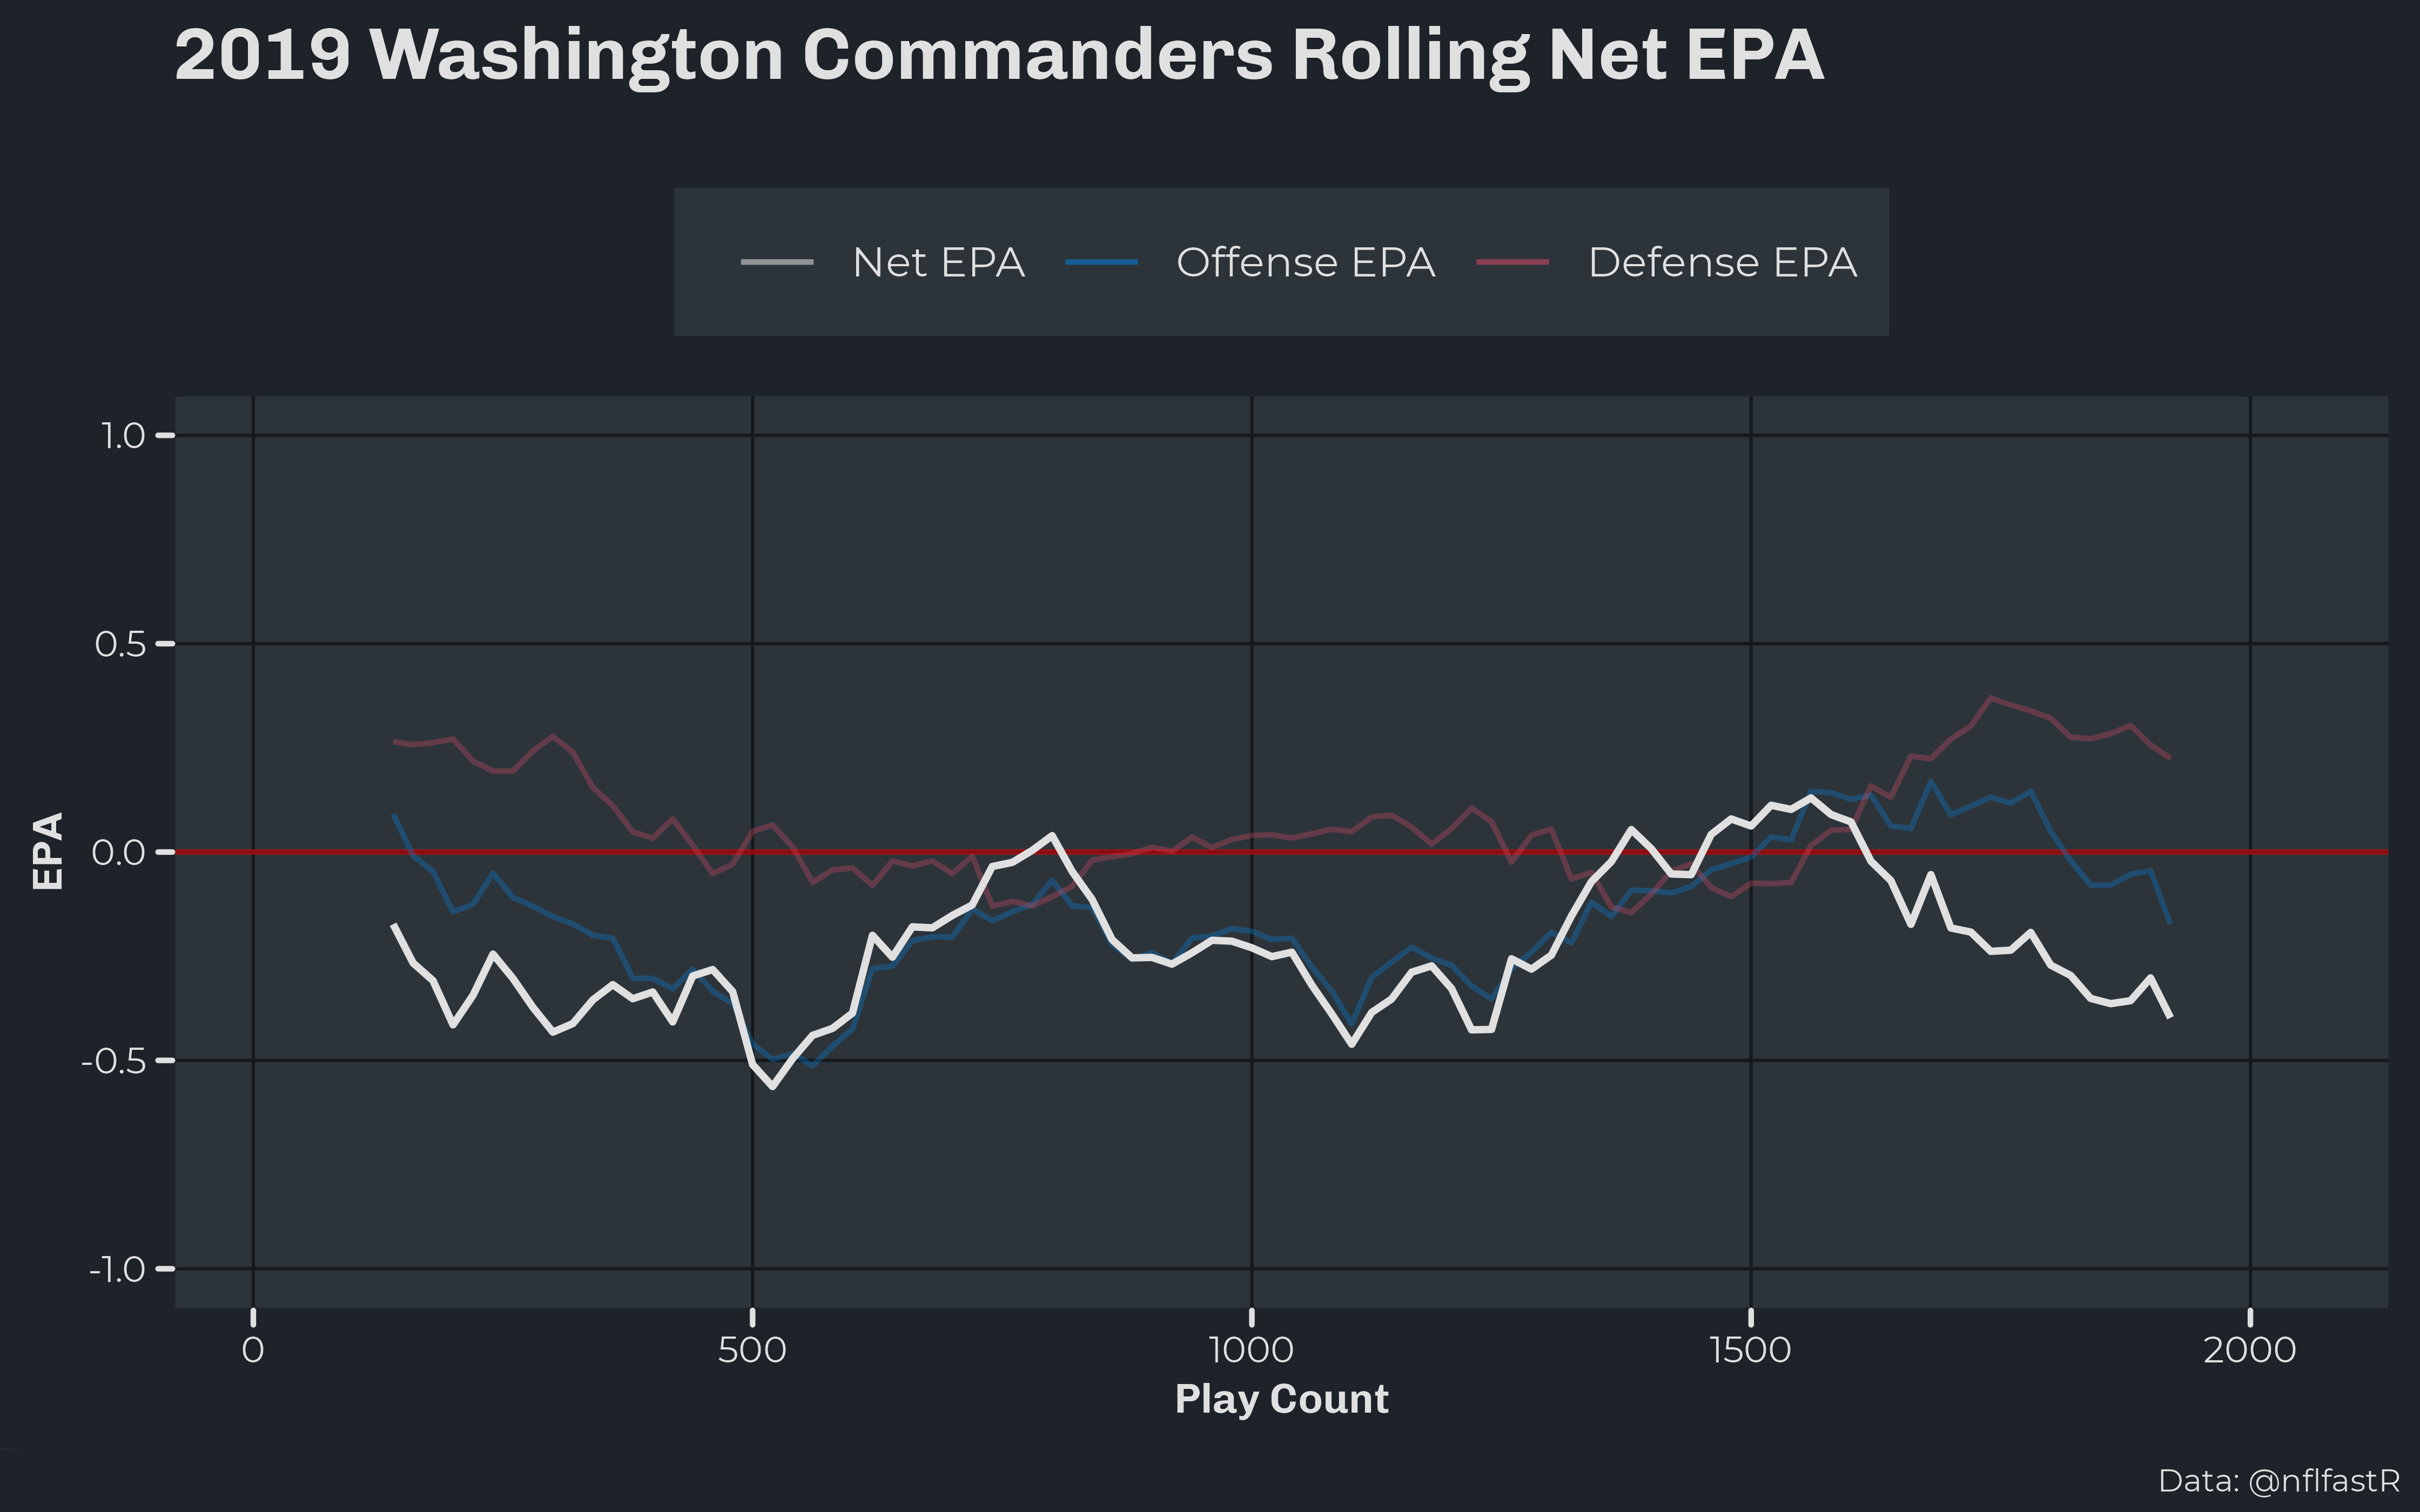 2019 Washington Commanders Rolling Net EPA
Net EPA Offense EPA Defense EPA
1.0
0.5
0.0
-0.5
-1.0
EPA
0 500 1000 1500 2000
Play Count
Data: @nflfastR